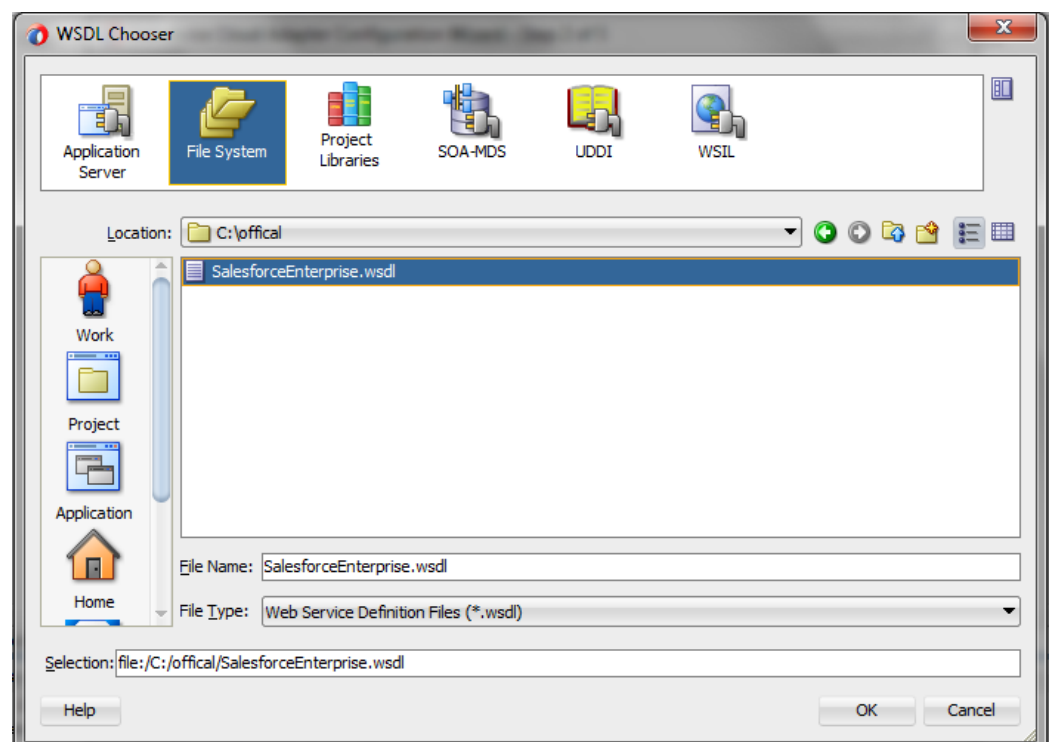 WSDL Chooser
Application
Server
File System
Project
Libraries
SOA-MDS
UDDI
WSIL
Location:
C:\offical
SalesforceEnterprise.wsdl
Work
Project
Application
Home
File Name:
SalesforceEnterprise.wsdl
File Type:
Web Service Definition Files (*.wsdl)
Selection:
file:/C:/offical/SalesforceEnterprise.wsdl
Help
OK
Cancel